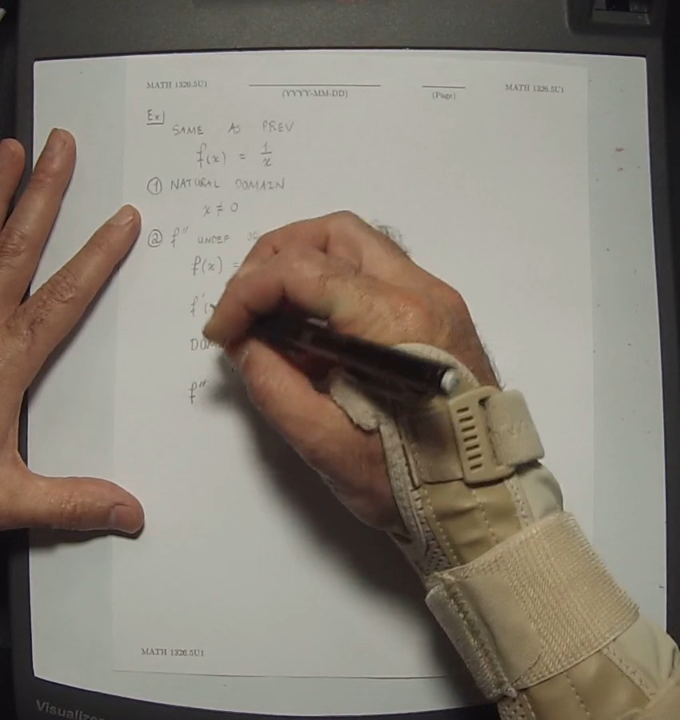 MATH 1326.5U1 (YYYY-MM-DD) (Page) MATH 1326.5U1
Ex
SAME AS PREV
f(x) = 1/x
① NATURAL DOMAIN
x ≠ 0
② f" UNDEF
f(x) =
f'(
f"
MATH 1326.5U1
Visualize